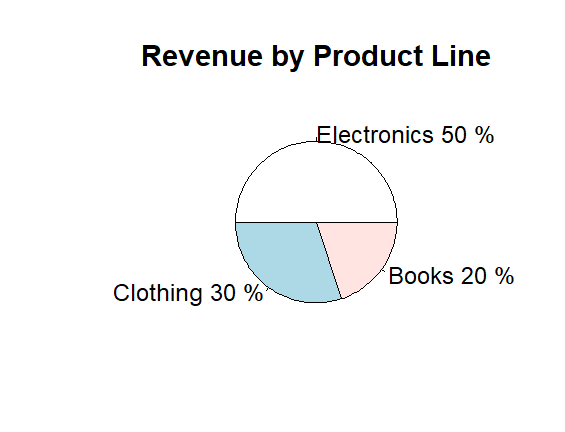 Revenue by Product Line
Electronics 50 %
Books 20 %
Clothing 30 %